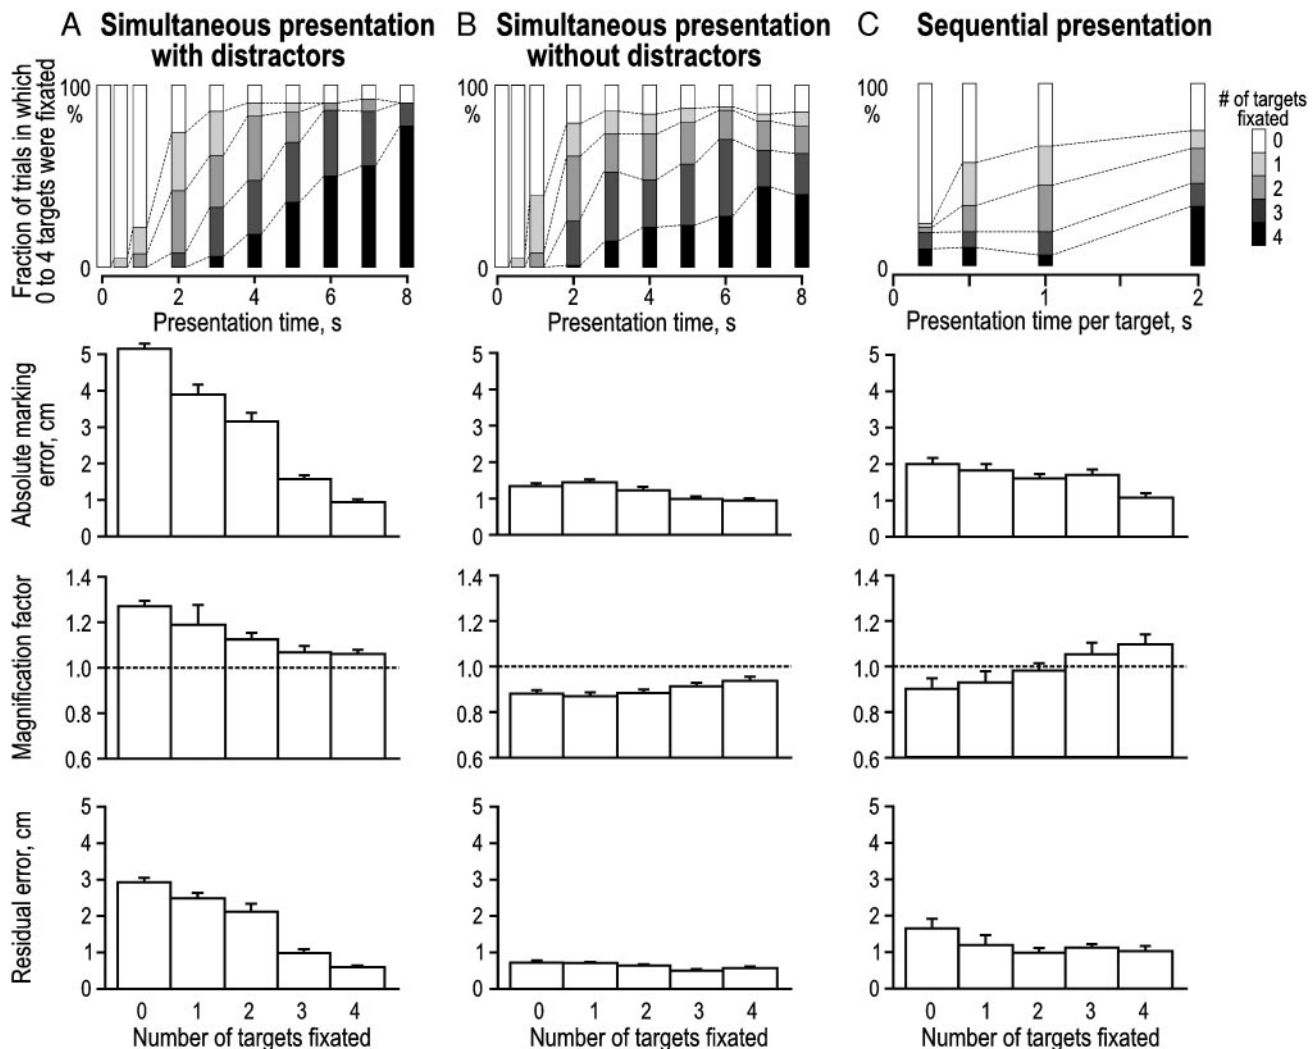 A Simultaneous presentation
with distractors
B Simultaneous presentation
without distractors
C Sequential presentation
Fraction of trials in which
0 to 4 targets were fixated
100
%
0
0 2 4 6 8
Presentation time, s
100
%
0
0 2 4 6 8
Presentation time, s
100
%
0
0 1 2
Presentation time per target, s
# of targets
fixated
0
1
2
3
4
Absolute marking
error, cm
5
4
3
2
1
0
5
4
3
2
1
0
5
4
3
2
1
0
Magnification factor
1.4
1.2
1.0
0.8
0.6
1.4
1.2
1.0
0.8
0.6
1.4
1.2
1.0
0.8
0.6
Residual error, cm
5
4
3
2
1
0
0 1 2 3 4
Number of targets fixated
5
4
3
2
1
0
0 1 2 3 4
Number of targets fixated
5
4
3
2
1
0
0 1 2 3 4
Number of targets fixated